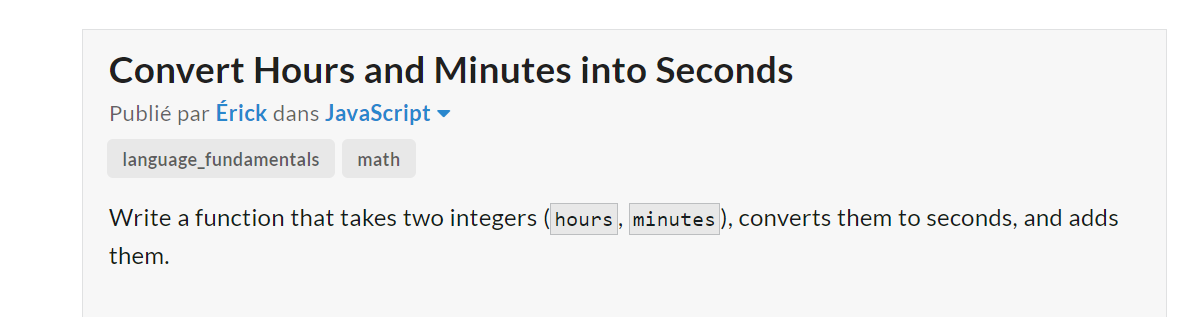 Convert Hours and Minutes into Seconds
Publié par Érick dans JavaScript
language_fundamentals math
Write a function that takes two integers (hours, minutes), converts them to seconds, and adds
them.